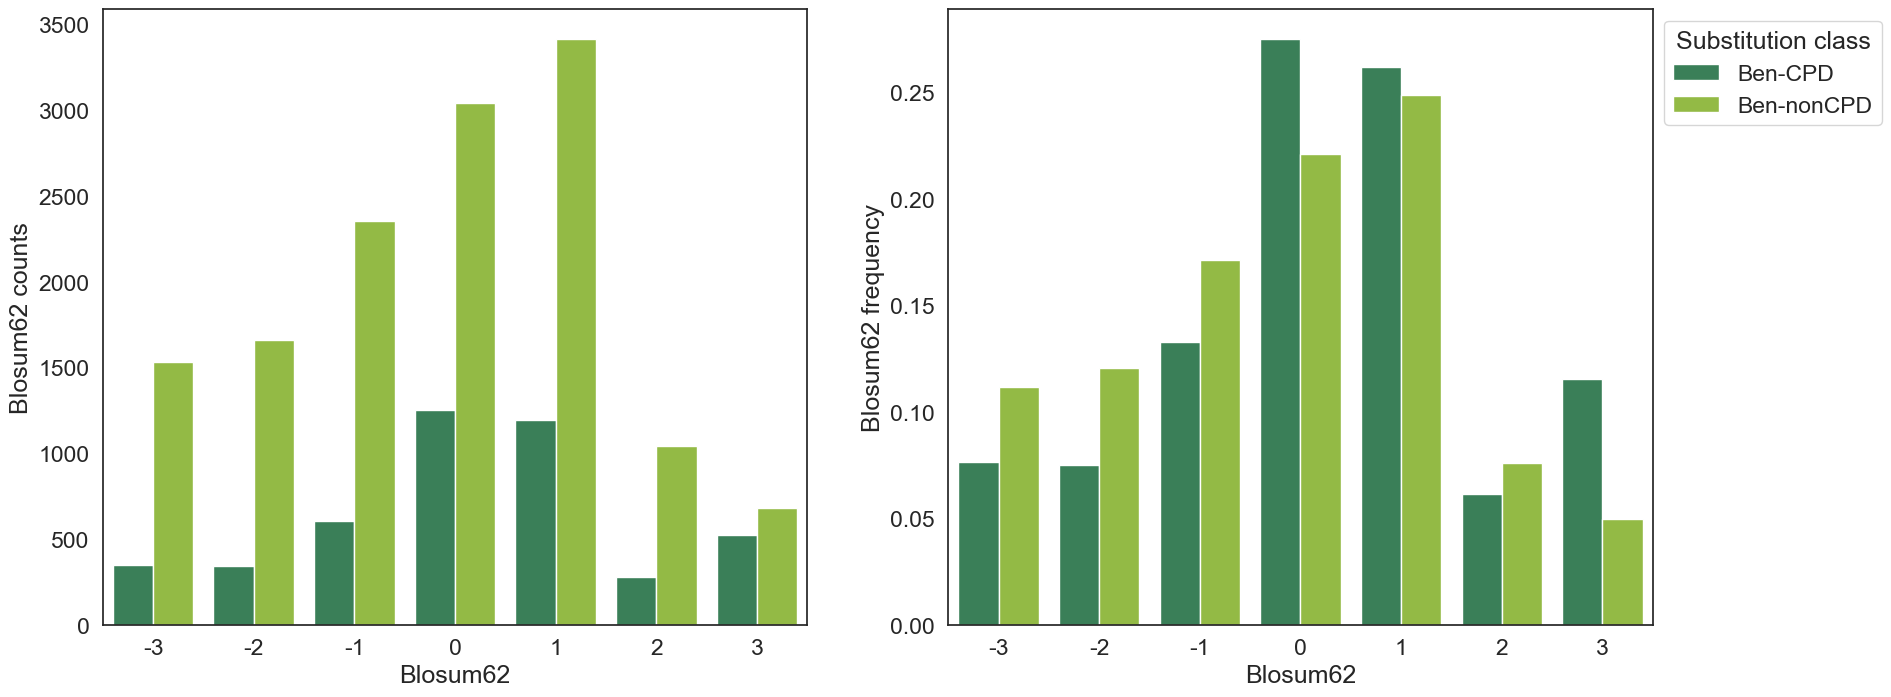 3500
3000
2500
2000
1500
1000
500
0
Blosum62 counts
-3 -2 -1 0 1 2 3
Blosum62
0.25
0.20
0.15
0.10
0.05
0.00
Blosum62 frequency
-3 -2 -1 0 1 2 3
Blosum62
Substitution class
Ben-CPD
Ben-nonCPD